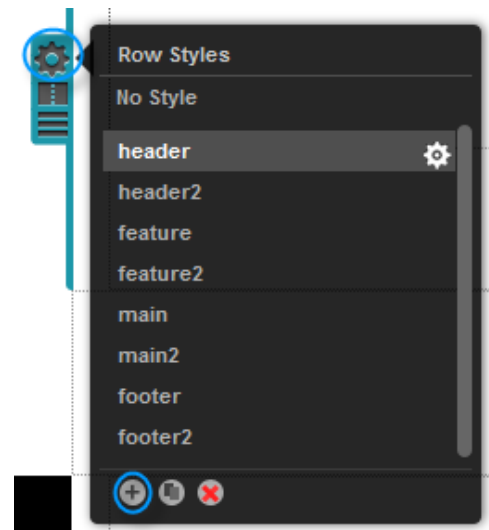 Row Styles
No Style
header
header2
feature
feature2
main
main2
footer
footer2